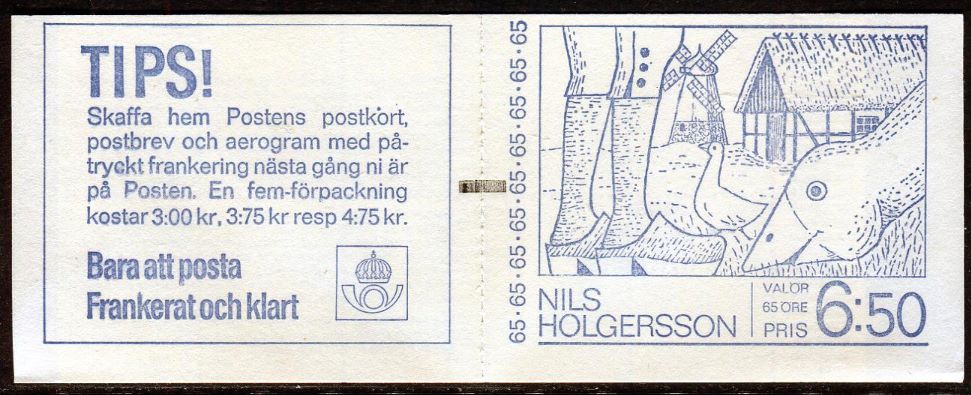 TIPS!
Skaffa hem Postens postkort,
postbrev och aerogram med på-
tryckt frankering nästa gång ni är
på Posten. En fem-förpackning
kostar 3:00 kr, 3:75 kr resp 4:75 kr.
Bara att posta
Frankerat och klart
65·65·65·65·65·65·65·65·65
NILS
HOLGERSSON
VALÖR
65 ÖRE
PRIS
6:50